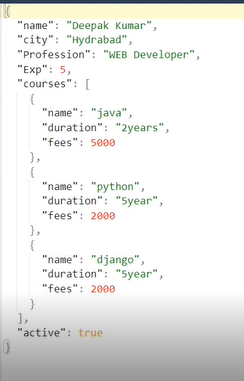 {
"name": "Deepak Kumar",
"city": "Hydrabad",
"Profession": "WEB Developer",
"Exp": 5,
"courses": [
{
"name": "java",
"duration": "2years",
"fees": 5000
},
{
"name": "python",
"duration": "5year",
"fees": 2000
},
{
"name": "django",
"duration": "5year",
"fees": 2000
}
],
"active": true
}